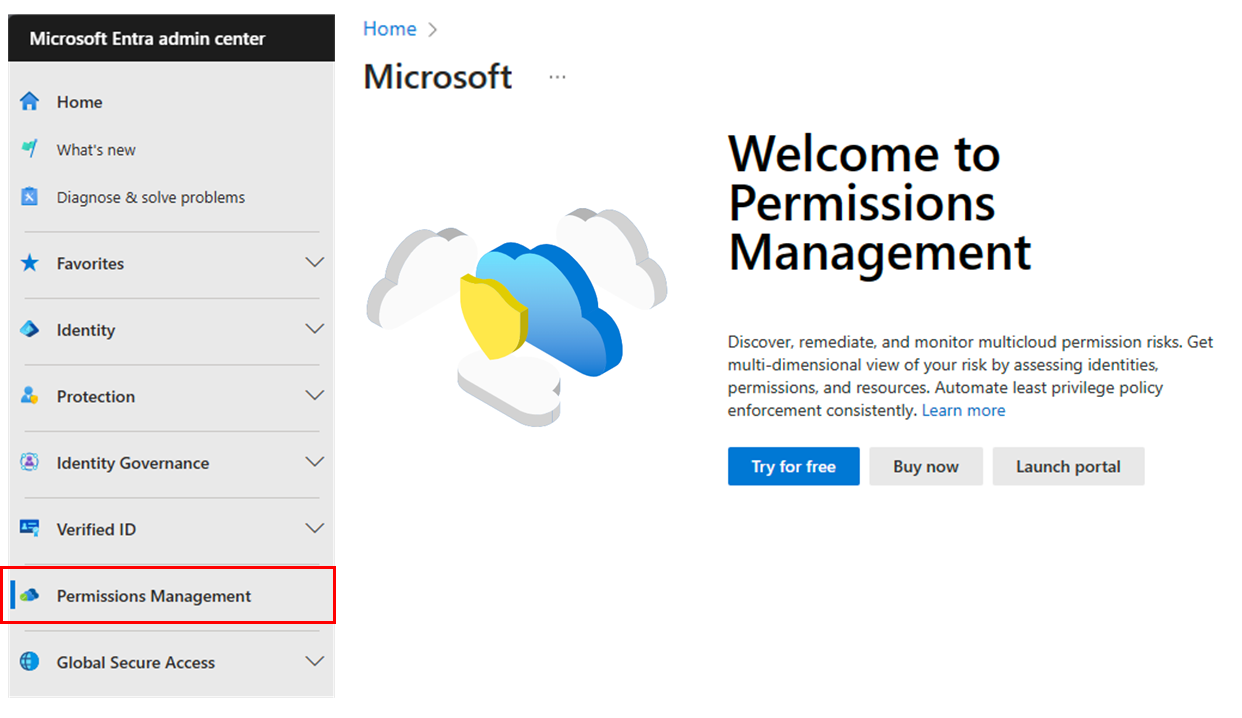 Microsoft Entra admin center
Home
What's new
Diagnose & solve problems
Favorites
Identity
Protection
Identity Governance
Verified ID
Permissions Management
Global Secure Access
Home
Microsoft ...
Welcome to
Permissions
Management
Discover, remediate, and monitor multicloud permission risks. Get
multi-dimensional view of your risk by assessing identities,
permissions, and resources. Automate least privilege policy
enforcement consistently. Learn more
Try for free
Buy now
Launch portal